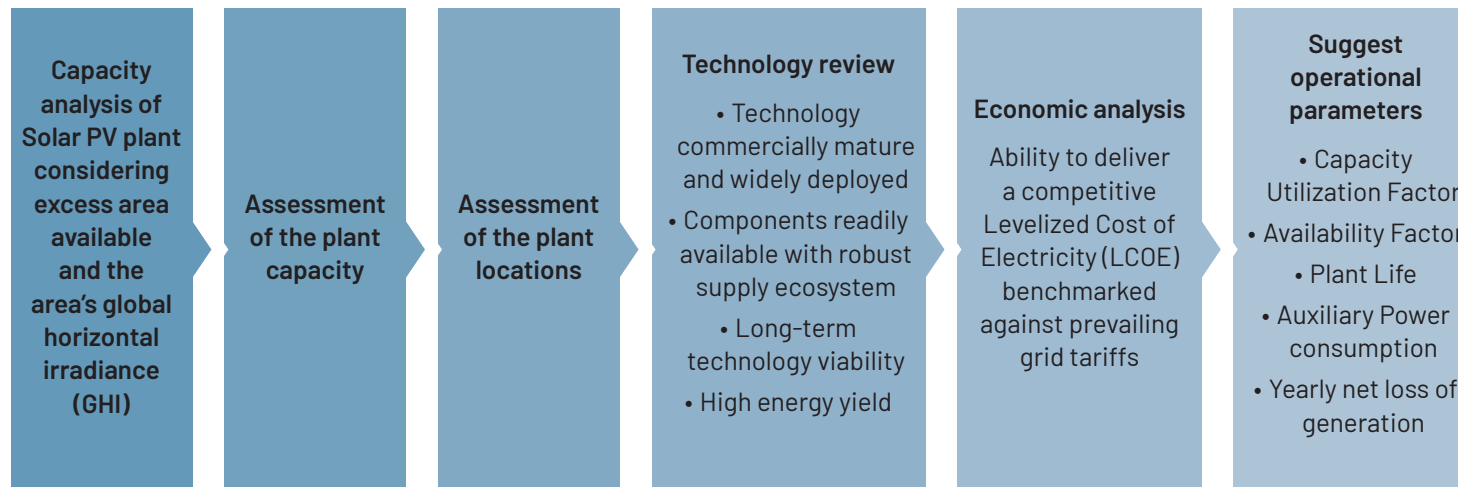 Capacity
analysis of
Solar PV plant
considering
excess area
available
and the
area's global
horizontal
irradiance
(GHI)
Assessment
of the plant
capacity
Assessment
of the plant
locations
Technology review
• Technology
commercially mature
and widely deployed
• Components readily
available with robust
supply ecosystem
• Long-term
technology viability
• High energy yield
Economic analysis
Ability to deliver
a competitive
Levelized Cost of
Electricity (LCOE)
benchmarked
against prevailing
grid tariffs
Suggest
operational
parameters
• Capacity
Utilization Factor
• Availability Factor
• Plant Life
• Auxiliary Power
consumption
• Yearly net loss of
generation